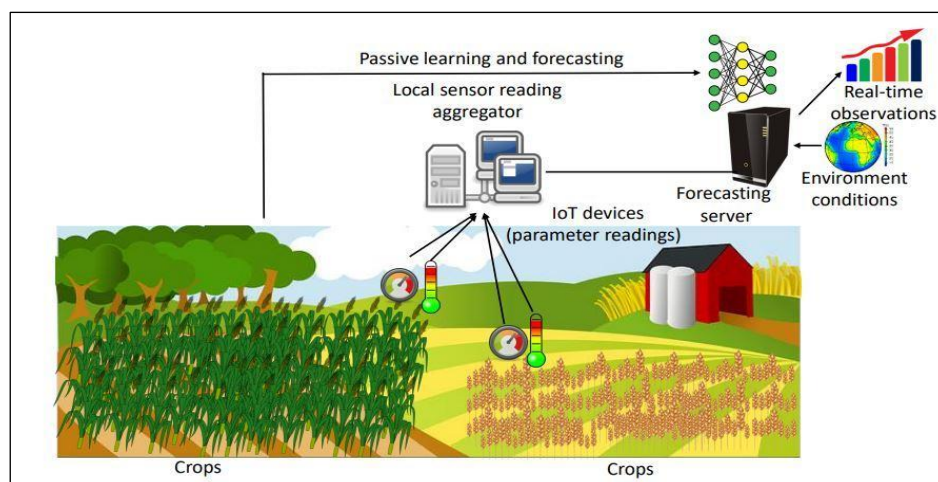 Passive learning and forecasting
Local sensor reading
aggregator
Real-time
observations
Forecasting
server
Environment
conditions
IoT devices
(parameter readings)
Crops
Crops